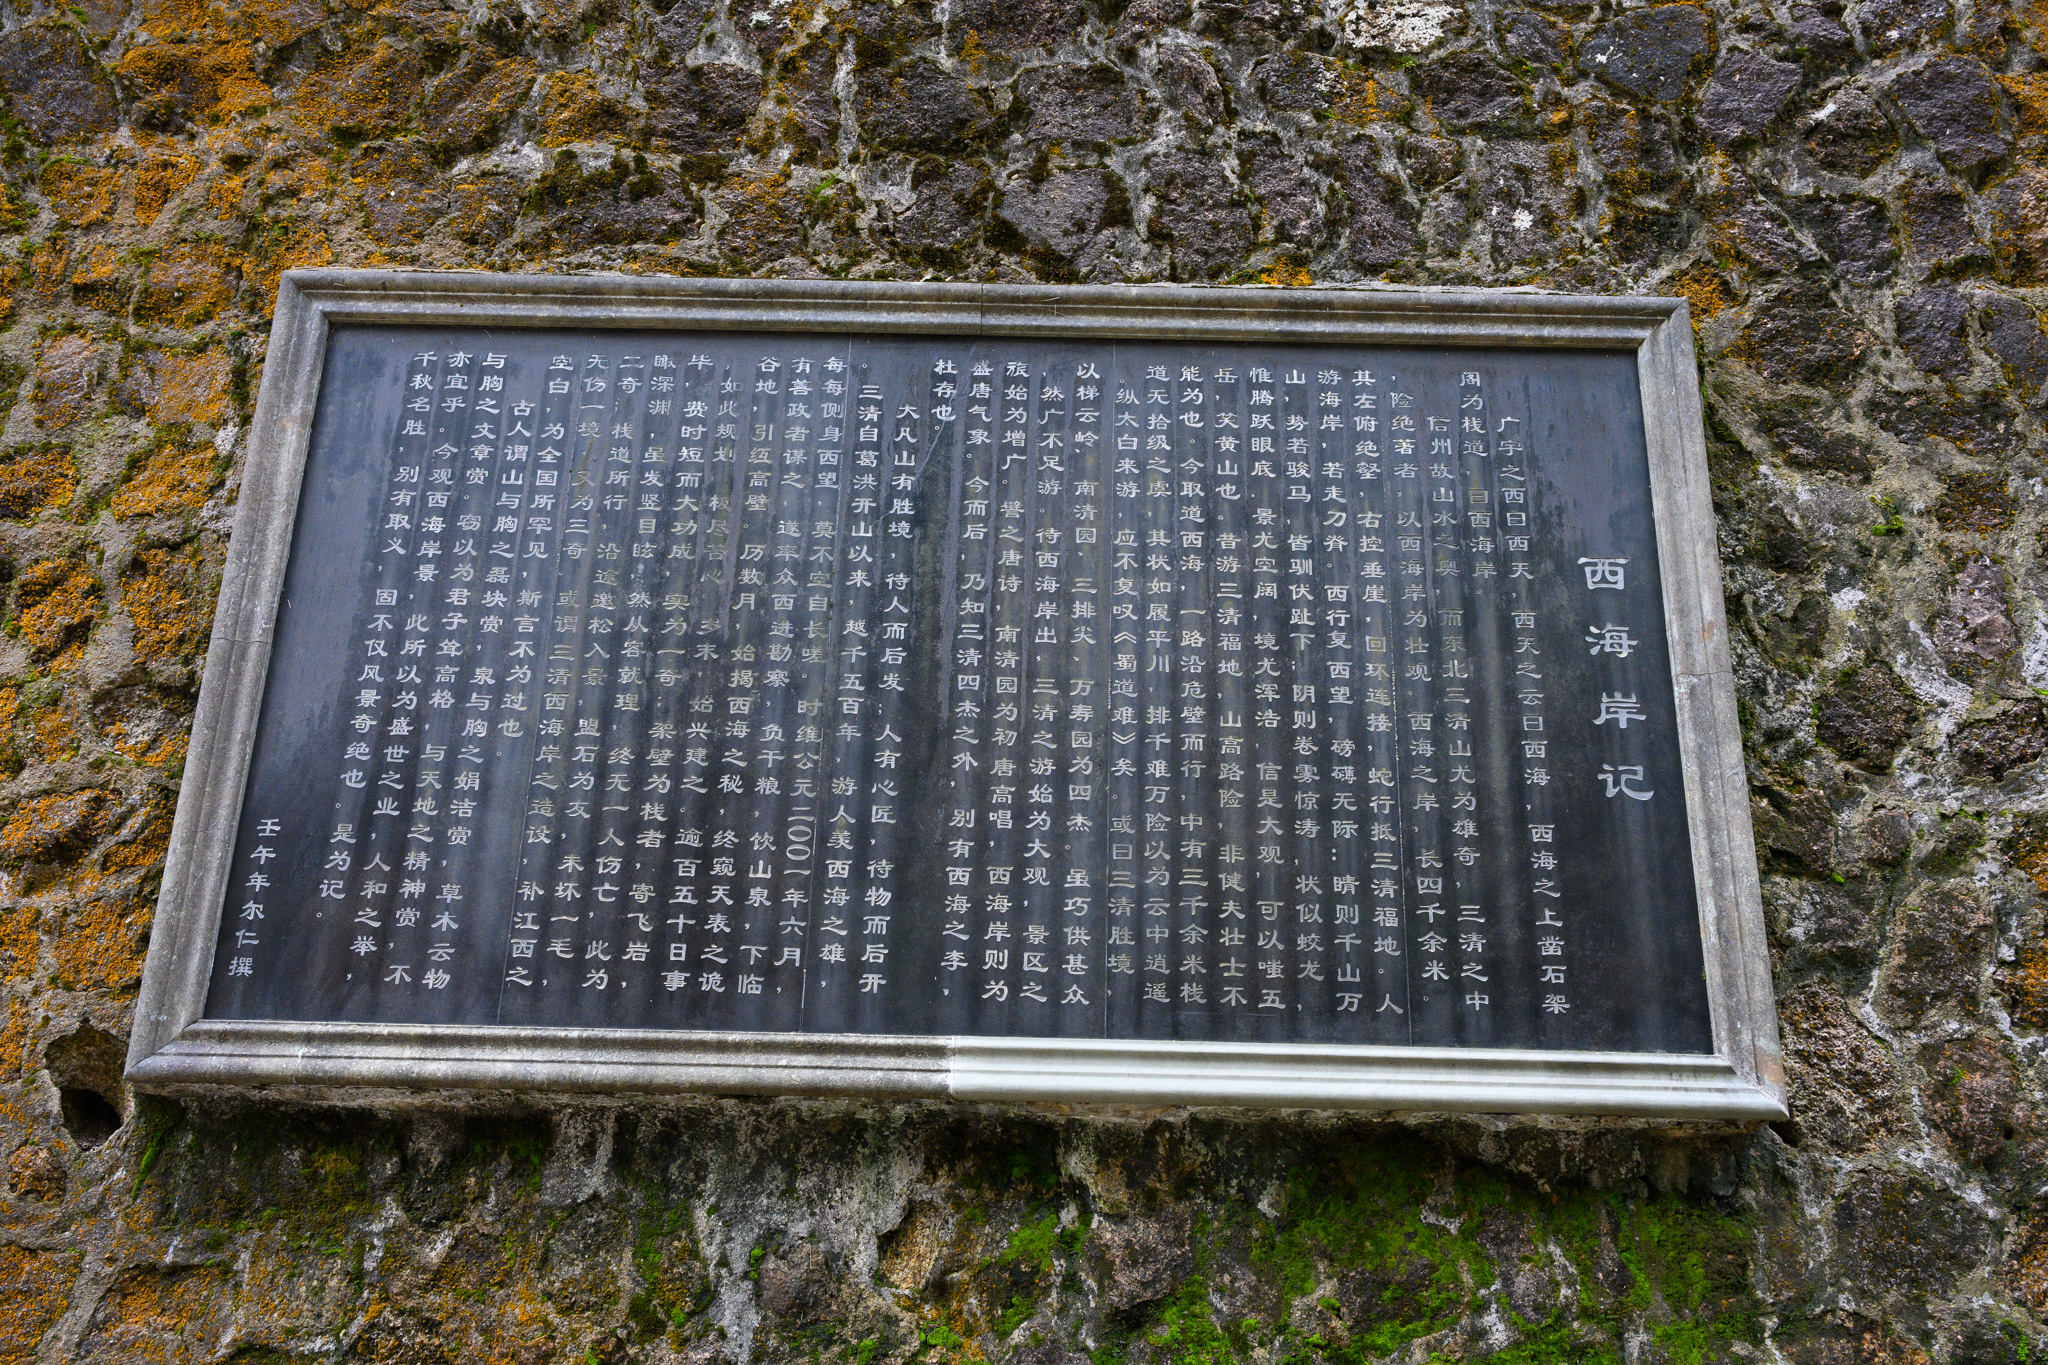 西海岸记
广宇之西曰西天，西天之云曰西海，西海之上凿石架
阁为栈道，曰西海岸。
信州故山水之奥，而东北三清山尤为雄奇，三清之中
，险绝著者，以西海岸为壮观。西海之岸，长四千余米。
其左俯绝壑，右控垂崖，回环连接，蛇行抵三清福地。人
游海岸，若走刀脊。西行复西望，磅礴无际：晴则千山万
山，势若骏马，皆驯伏趾下；阴则卷雾惊涛，状似蛟龙，
惟腾跃眼底。景尤空阔，境尤浑浩，信是大观，可以嗤五
岳，笑黄山也。昔游三清福地，山高路险，非健夫壮士不
能为也。今取道西海，一路沿危壁而行，中有三千余米栈
道无拾级之虞，其状如履平川，排千难万险以为云中逍遥
。纵太白来游，应不复叹《蜀道难》矣。或曰三清胜境，
以梯云岭、南清园、三排尖、万寿园为四杰。虽巧供甚众
，然广不足游。待西海岸出，三清之游始为大观，景区之
旅始为增广。譬之唐诗，南清园为初唐高唱，西海岸则为
盛唐气象。今而后，乃知三清四杰之外，别有西海之李，
杜存也。
大凡山有胜境，待人而后发；人有心匠，待物而后开
。三清自葛洪开山以来，越千五百年，游人羡西海之雄，
每每侧身西望，莫不空自长嗟。时维公元二00一年六月，
有善政者谋之，遂率众西进勘察，负干粮，饮山泉，下临
谷地，引缒高壁。历数月，始揭西海之秘，终窥天表之诡
，如此规划，极尽苦心。岁末，始兴建之。逾百五十日事
毕，费时短而大功成，实为一奇。架壁为栈者，寄飞岩，
瞰深渊，虽发竖目眩，然从容就理，终无一人伤亡，此为
二奇；栈道所行，沿途邀松入景，盟石为友，未坏一毛，
无伤一境，又为三奇。或谓三清西海岸之造设，补江西之
空白，为全国所罕见，斯言不为过也。
古人谓山与胸之磊块赏，泉与胸之娟洁赏，草木云物
与胸之文章赏。窃以为君子耸高格，与天地之精神赏，不
亦宜乎。今观西海岸景，此所以为盛世之业，人和之举，
千秋名胜，别有取义，固不仅风景奇绝也。是为记。
壬午年尔仁撰